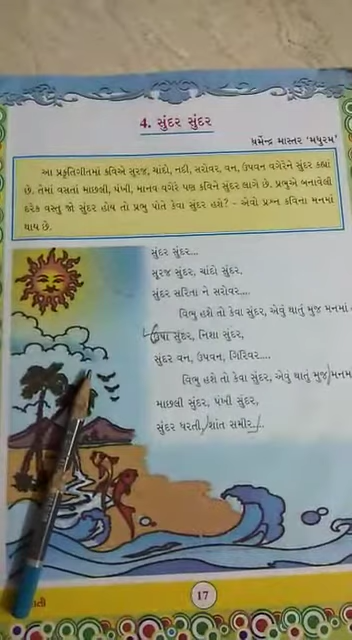 4. સુંદર સુંદર
ધર્મેન્દ્ર માસ્તર 'મધુરમ્'
આ પ્રકૃતિગીતમાં કવિએ સૂરજ, ચાંદો, નદી, સરોવર, વન, ઉપવન વગેરેને સુંદર કહ્યાં
છે. તેમાં વસતાં માછલી, પંખી, માનવ વગેરે પણ કવિને સુંદર લાગે છે. પ્રભુએ બનાવેલી
દરેક વસ્તુ જો સુંદર હોય તો પ્રભુ પોતે કેવા સુંદર હશે? - એવો પ્રશ્ન કવિના મનમાં
થાય છે.
સુંદર સુંદર...
સૂરજ સુંદર, ચાંદો સુંદર,
સુંદર સરિતા ને સરોવર....
વિભુ હશે તો કેવા સુંદર, એવું થાતું મુજ મનમાં
ઉષા સુંદર, નિશા સુંદર,
સુંદર વન, ઉપવન, ગિરિવર....
વિભુ હશે તો કેવા સુંદર, એવું થાતું મુજ મનમ
માછલી સુંદર, પંખી સુંદર,
સુંદર ધરતી, શાંત સમીર....
17